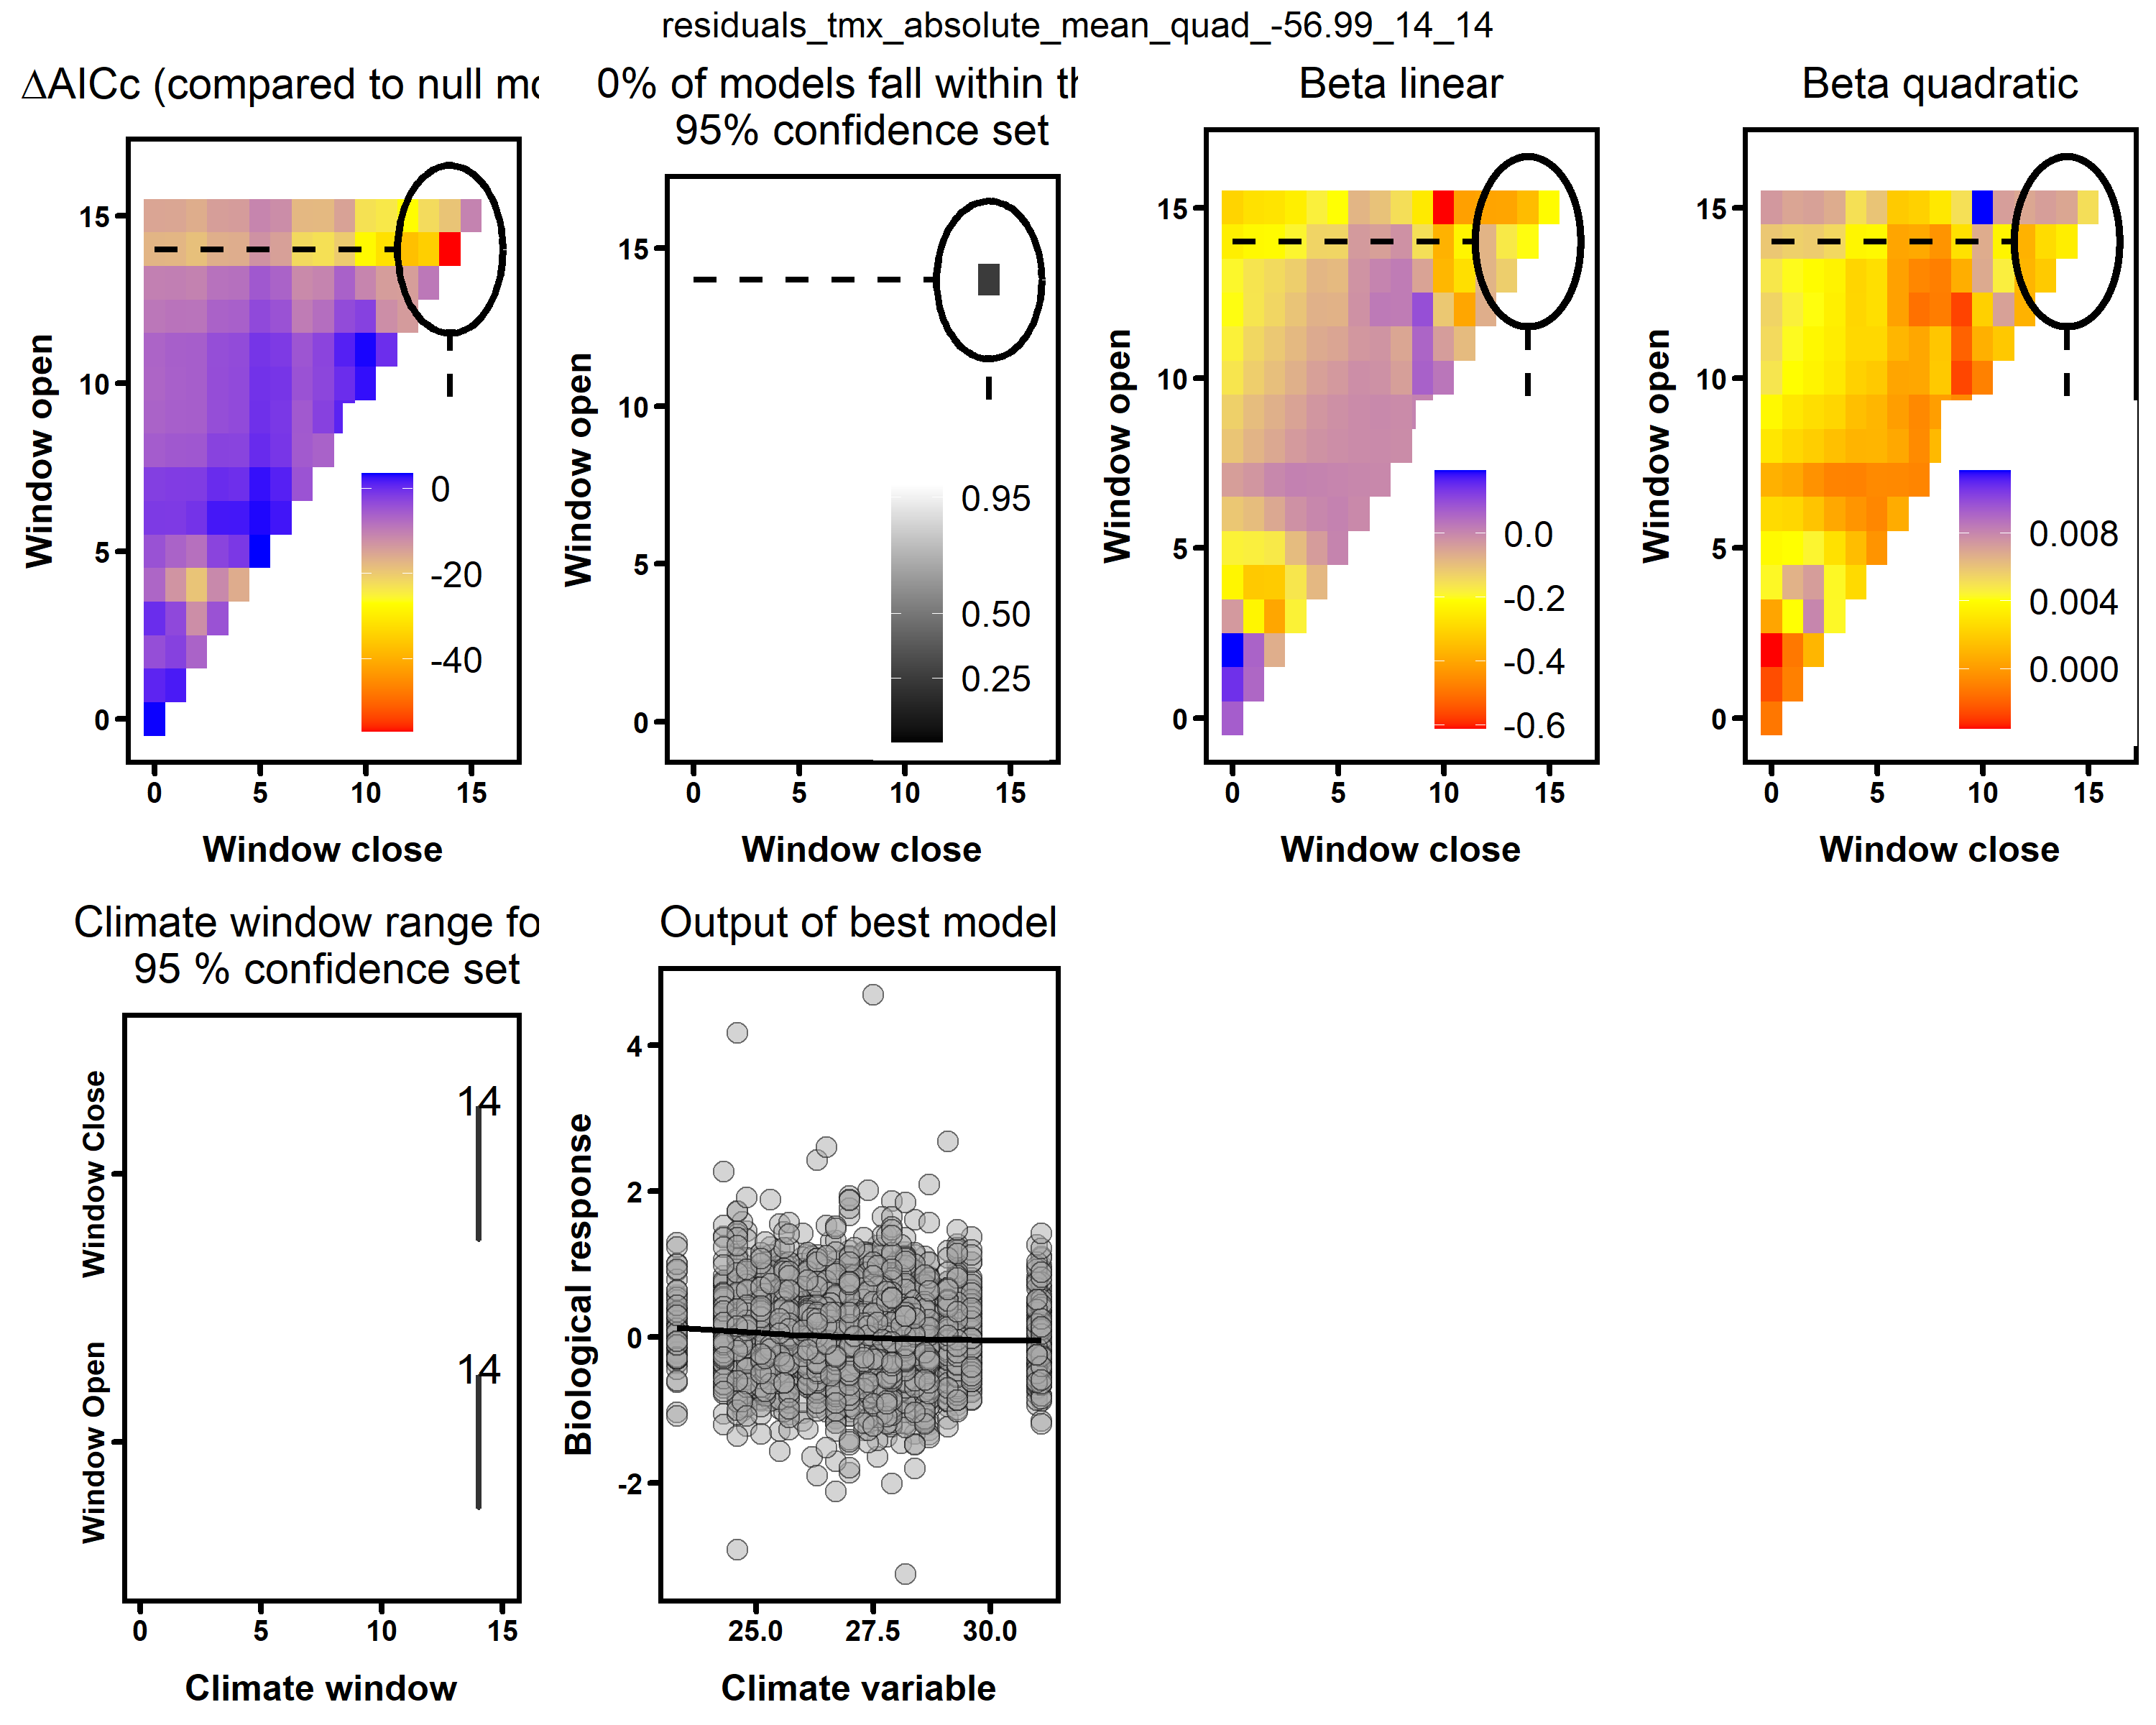 residuals_tmx_absolute_mean_quad_-56.99_14_14
ΔAICc (compared to null mo
Window open
15
10
5
0
0
-20
-40
0 5 10 15
Window close
0% of models fall within th
95% confidence set
Window open
15
10
5
0
0.95
0.50
0.25
0 5 10 15
Window close
Beta linear
Window open
15
10
5
0
0.0
-0.2
-0.4
-0.6
0 5 10 15
Window close
Beta quadratic
Window open
15
10
5
0
0.008
0.004
0.000
0 5 10 15
Window close
Climate window range fo
95 % confidence set
Window Close
Window Open
14
14
0 5 10 15
Climate window
Output of best model
Biological response
4
2
0
-2
25.0 27.5 30.0
Climate variable